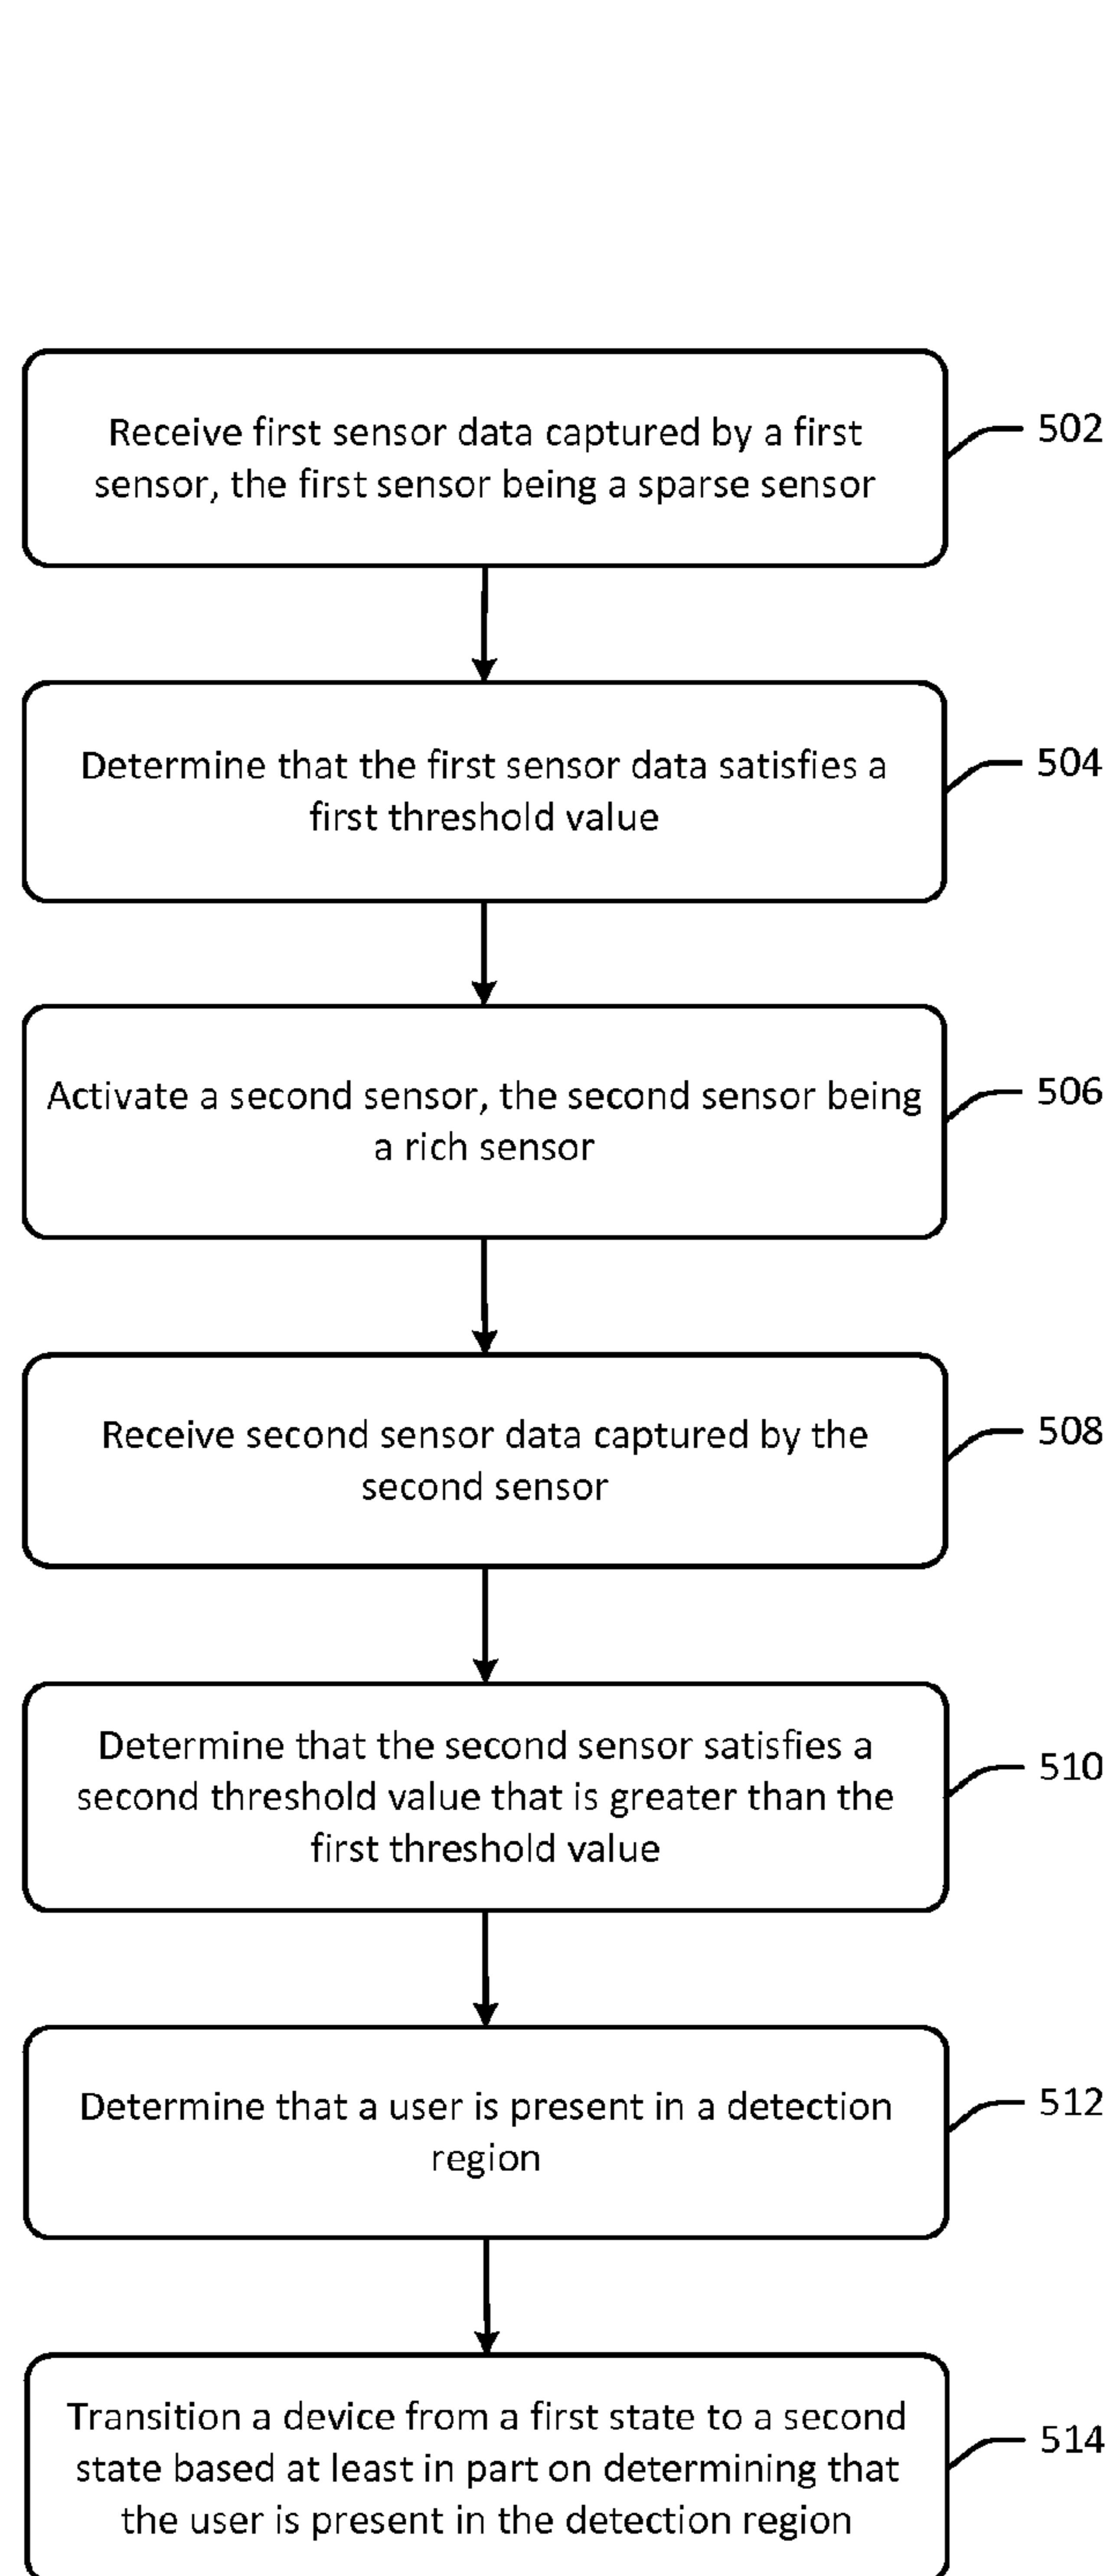 Receive first sensor data captured by a first
sensor, the first sensor being a sparse sensor
502
Determine that the first sensor data satisfies a
first threshold value
504
Activate a second sensor, the second sensor being
a rich sensor
506
Receive second sensor data captured by the
second sensor
508
Determine that the second sensor satisfies a
second threshold value that is greater than the
first threshold value
510
Determine that a user is present in a detection
region
512
Transition a device from a first state to a second
state based at least in part on determining that
the user is present in the detection region
514